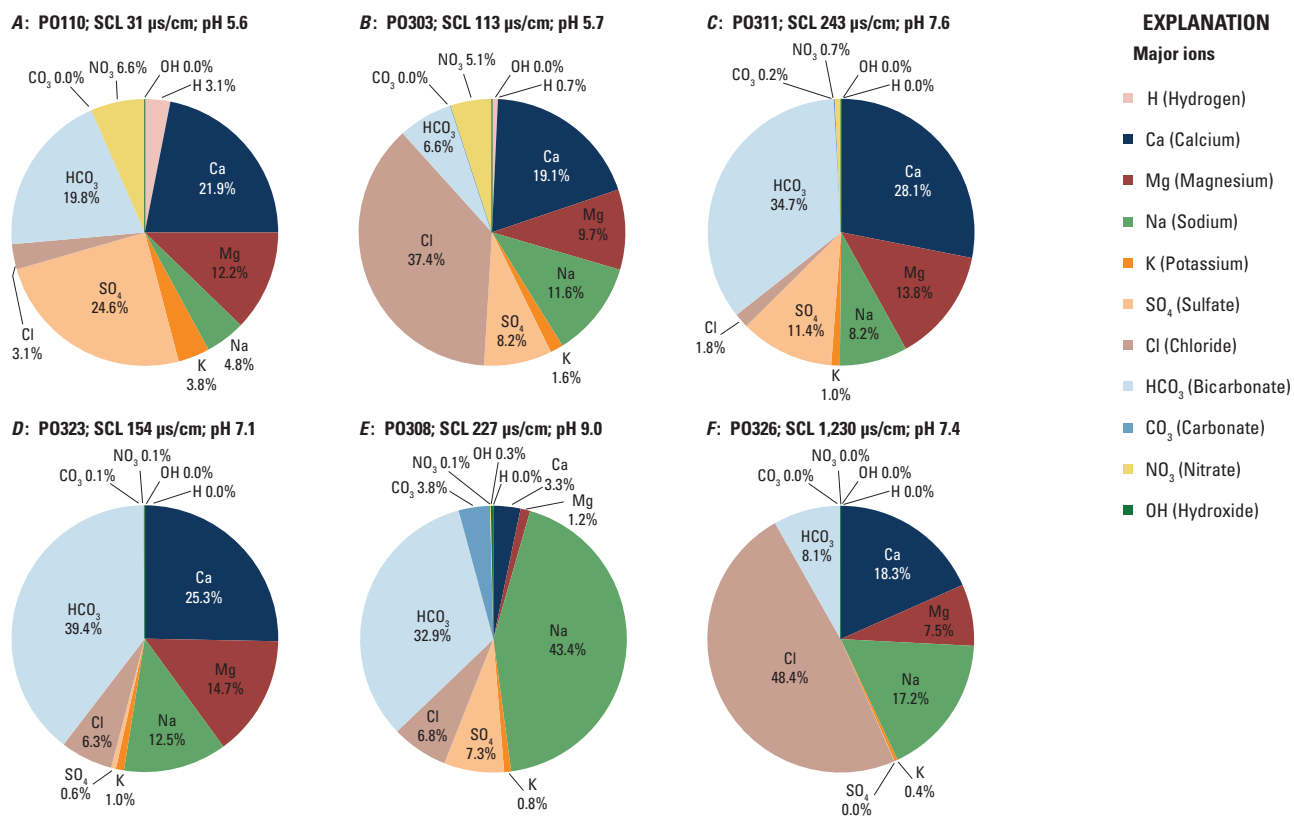 A: PO110; SCL 31 µs/cm; pH 5.6
CO₃ 0.0%
NO₃ 6.6%
OH 0.0%
H 3.1%
Ca
21.9%
Mg
12.2%
Na
4.8%
K
3.8%
SO₄
24.6%
Cl
3.1%
HCO₃
19.8%
B: PO303; SCL 113 µs/cm; pH 5.7
CO₃ 0.0%
NO₃ 5.1%
OH 0.0%
H 0.7%
Ca
19.1%
Mg
9.7%
Na
11.6%
K
1.6%
SO₄
8.2%
Cl
37.4%
HCO₃
6.6%
C: PO311; SCL 243 µs/cm; pH 7.6
CO₃ 0.2%
NO₃ 0.7%
OH 0.0%
H 0.0%
Ca
28.1%
Mg
13.8%
Na
8.2%
K
1.0%
SO₄
11.4%
Cl
1.8%
HCO₃
34.7%
D: PO323; SCL 154 µs/cm; pH 7.1
CO₃ 0.1%
NO₃ 0.1%
OH 0.0%
H 0.0%
Ca
25.3%
Mg
14.7%
Na
12.5%
K
1.0%
SO₄
0.6%
Cl
6.3%
HCO₃
39.4%
E: PO308; SCL 227 µs/cm; pH 9.0
CO₃ 3.8%
NO₃ 0.1%
OH 0.3%
H 0.0%
Ca
3.3%
Mg
1.2%
Na
43.4%
K
0.8%
SO₄
7.3%
Cl
6.8%
HCO₃
32.9%
F: PO326; SCL 1,230 µs/cm; pH 7.4
CO₃ 0.0%
NO₃ 0.0%
OH 0.0%
H 0.0%
Ca
18.3%
Mg
7.5%
Na
17.2%
K
0.4%
SO₄
0.0%
Cl
48.4%
HCO₃
8.1%
EXPLANATION
Major ions
H (Hydrogen)
Ca (Calcium)
Mg (Magnesium)
Na (Sodium)
K (Potassium)
SO₄ (Sulfate)
Cl (Chloride)
HCO₃ (Bicarbonate)
CO₃ (Carbonate)
NO₃ (Nitrate)
OH (Hydroxide)